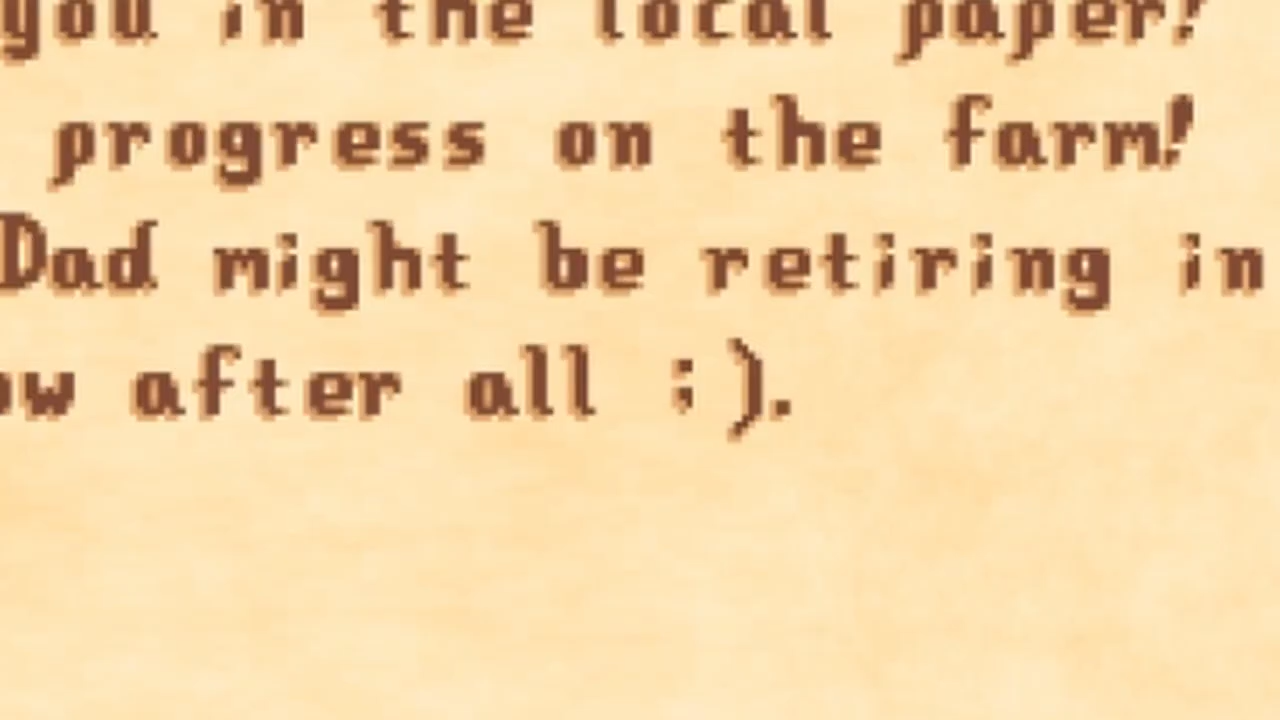 you in the local paper!
progress on the farm!
Dad might be retiring in
after all :).